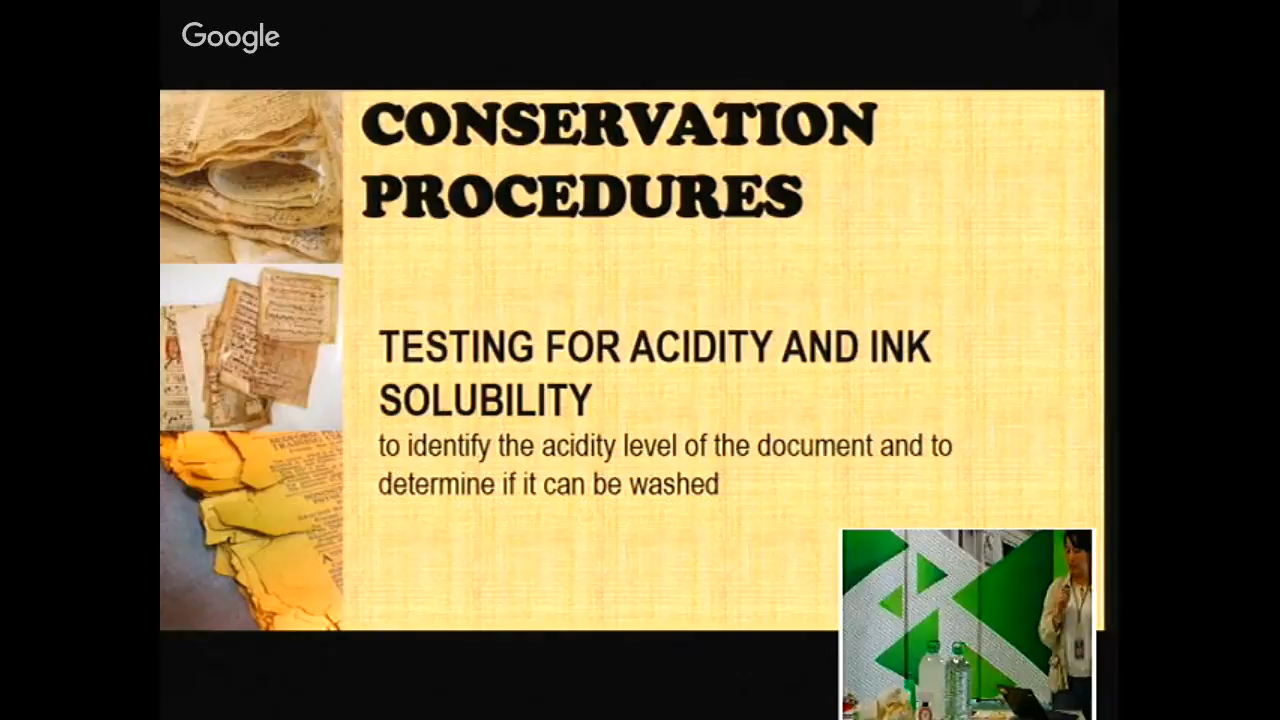 Google
CONSERVATION
PROCEDURES
TESTING FOR ACIDITY AND INK
SOLUBILITY
to identify the acidity level of the document and to
determine if it can be washed